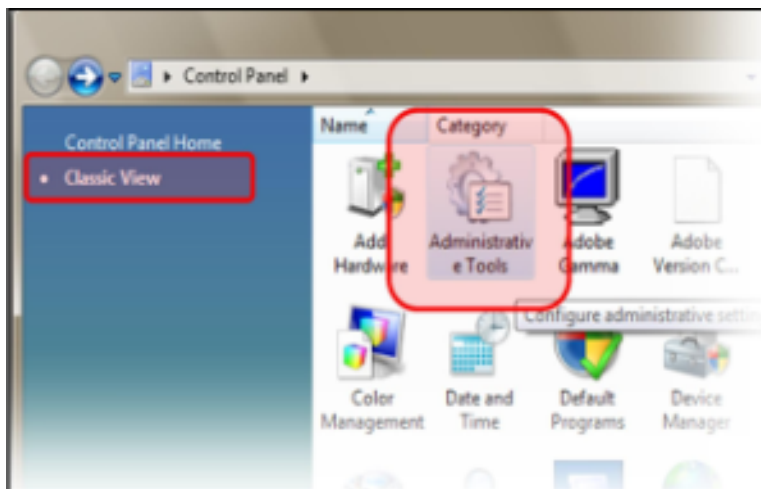 Control Panel
Control Panel Home
Classic View
Name Category
Add Hardware
Administrativ
e Tools
Adobe
Gamma
Adobe
Version C...
Configure administrative settin
Color
Management
Date and
Time
Default
Programs
Device
Manager